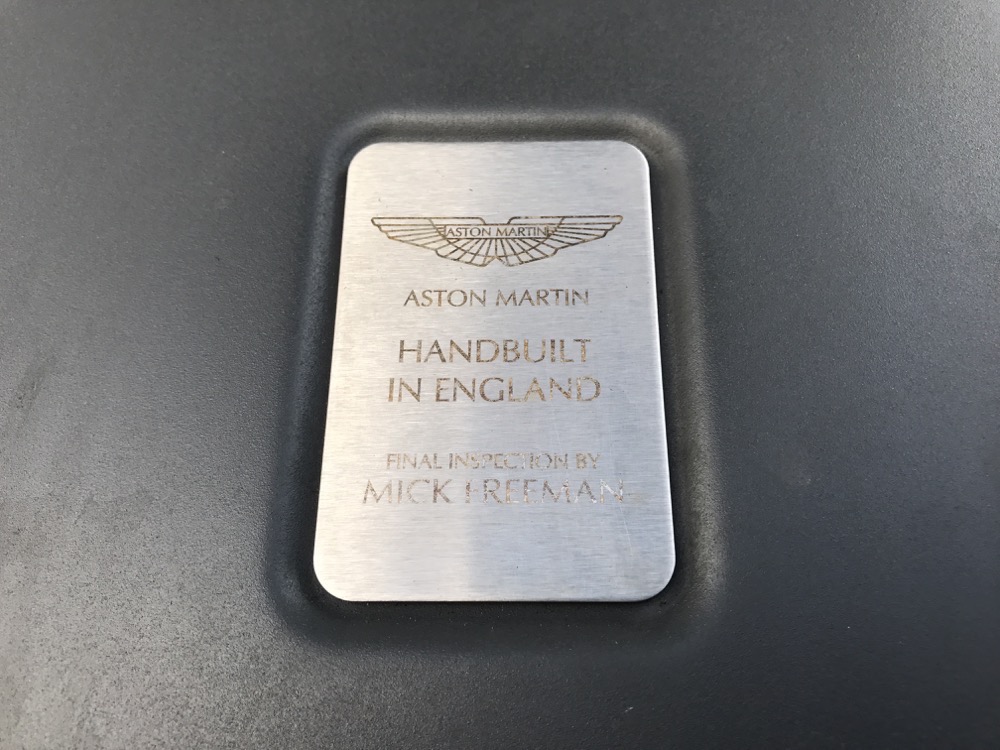 ASTON MARTIN
ASTON MARTIN
HANDBUILT
IN ENGLAND
FINAL INSPECTION BY
MICK FREEMAN